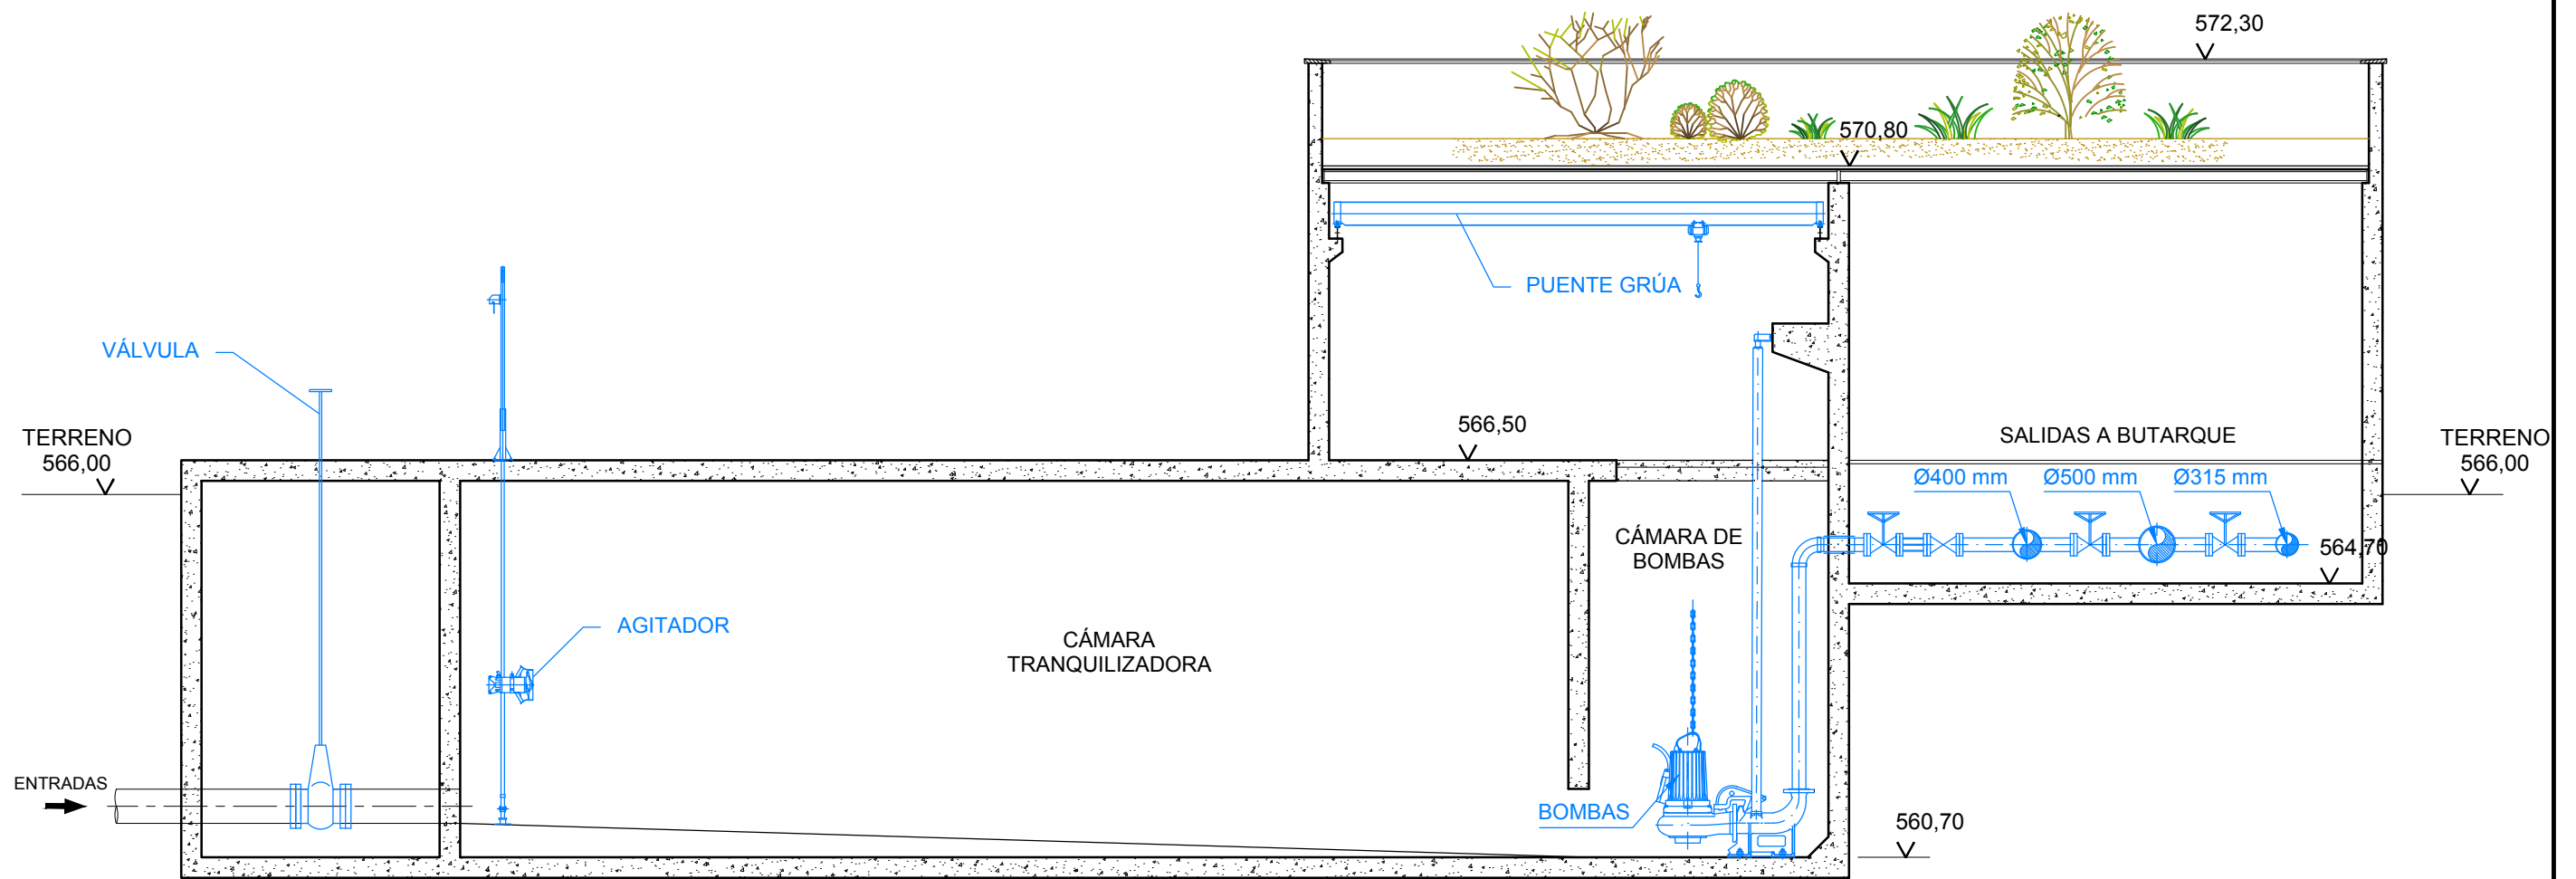 572,30
570,80
PUENTE GRÚA
VÁLVULA
566,50
TERRENO
566,00
SALIDAS A BUTARQUE
TERRENO
566,00
Ø400 mm
Ø500 mm
Ø315 mm
CÁMARA DE
BOMBAS
564,70
AGITADOR
CÁMARA
TRANQUILIZADORA
ENTRADAS
BOMBAS
560,70